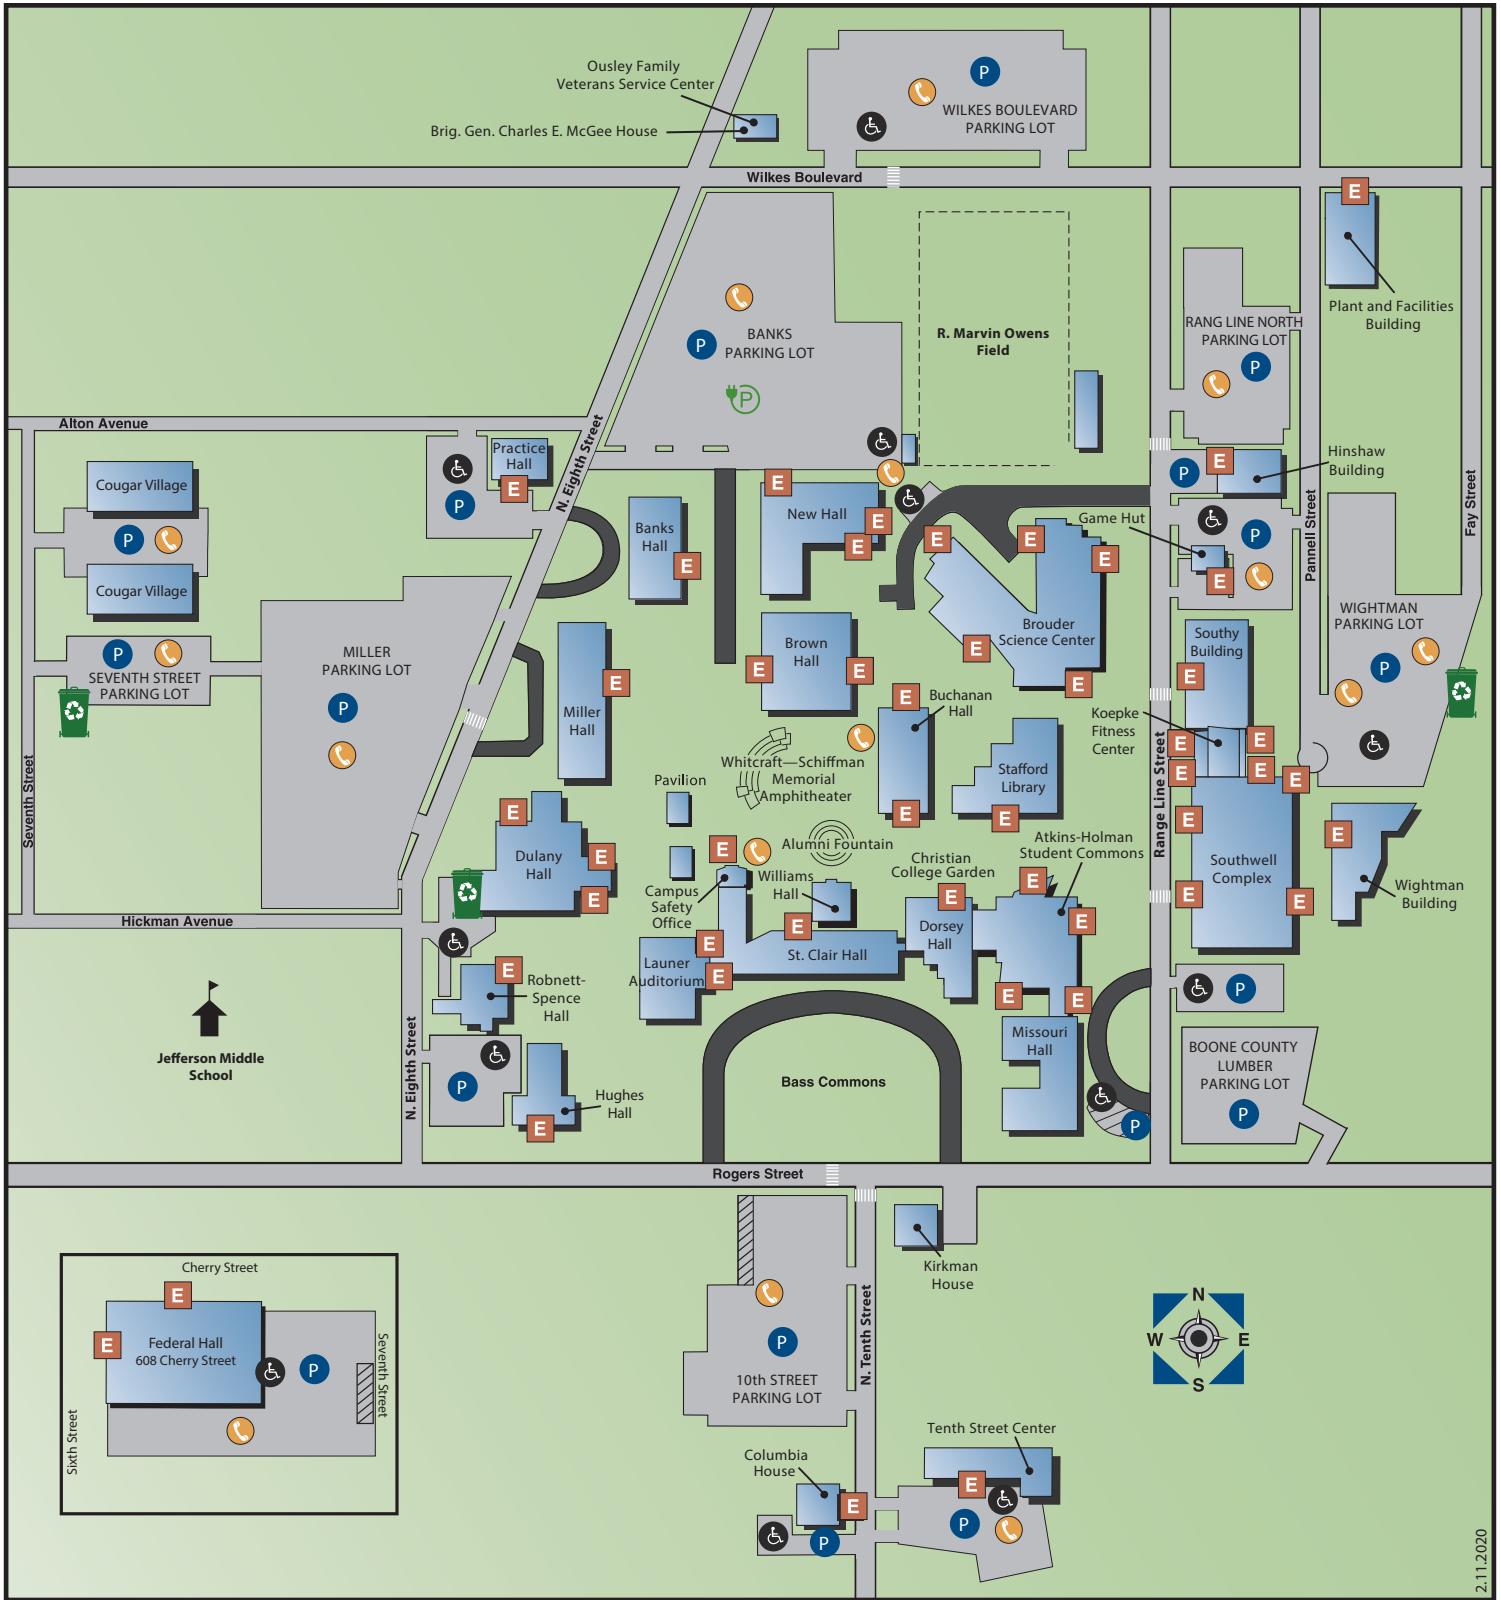 Ousley Family
Veterans Service Center
Brig. Gen. Charles E. McGee House
P
WILKES BOULEVARD
PARKING LOT
Wilkes Boulevard
E
Plant and Facilities
Building
BANKS
P
PARKING LOT
P
R. Marvin Owens
Field
RANG LINE NORTH
PARKING LOT
P
Alton Avenue
N. Eighth Street
Practice
Hall
E
P
Cougar Village
P
Cougar Village
Banks
Hall
E
E
New Hall
E
E
E
E
E
Brouder
Science Center
E
E
Game Hut
P
E
Hinshaw
Building
P
E
Pannell Street
Fay Street
P
SEVENTH STREET
PARKING LOT
MILLER
PARKING LOT
P
Seventh Street
Miller
Hall
E
Brown
Hall
E
E
E
Buchanan
Hall
E
Whitcraft—Schiffman
Memorial
Amphitheater
Stafford
Library
E
Southy
Building
E
Koepke
Fitness
Center
E
E
E
E
E
WIGHTMAN
PARKING LOT
P
Range Line Street
Pavilion
E
Dulany
Hall
E
E
E
Campus
Safety
Office
Alumni Fountain
Williams
Hall
Christian
College Garden
Atkins-Holman
Student Commons
E
E
E
E
E
Dorsey
Hall
E
E
Southwell
Complex
E
E
E
Wightman
Building
Hickman Avenue
E
Launer
Auditorium
E
St. Clair Hall
E
Robnett-
Spence
Hall
Jefferson Middle
School
N. Eighth Street
P
Hughes
Hall
E
Bass Commons
Missouri
Hall
P
P
BOONE COUNTY
LUMBER
PARKING LOT
P
Rogers Street
Kirkman
House
Cherry Street
E
E
Federal Hall
608 Cherry Street
P
Seventh Street
Sixth Street
P
10th STREET
PARKING LOT
N. Tenth Street
N
W
E
S
Columbia
House
E
P
Tenth Street Center
E
P
2.11.2020